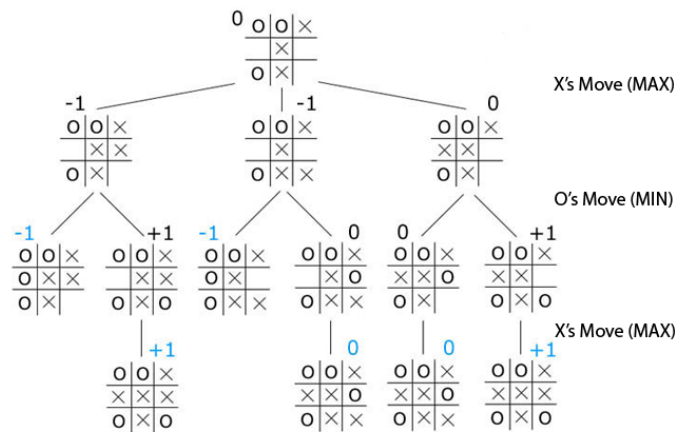 0
O O ×
×
O ×
X's Move (MAX)
-1 -1 0
O O × O O × O O ×
× × × × ×
O × O × × O ×
O's Move (MIN)
-1 +1 -1 0 0 +1
O O × O O × O O × O O × O O × O O ×
O × × × × O × × O × × O × ×
O × O × O O × × O × × O × O × O
X's Move (MAX)
+1 0 0 +1
O O × O O × O O × O O ×
× × × × × O × × O × × ×
O × O O × × O × × O × O